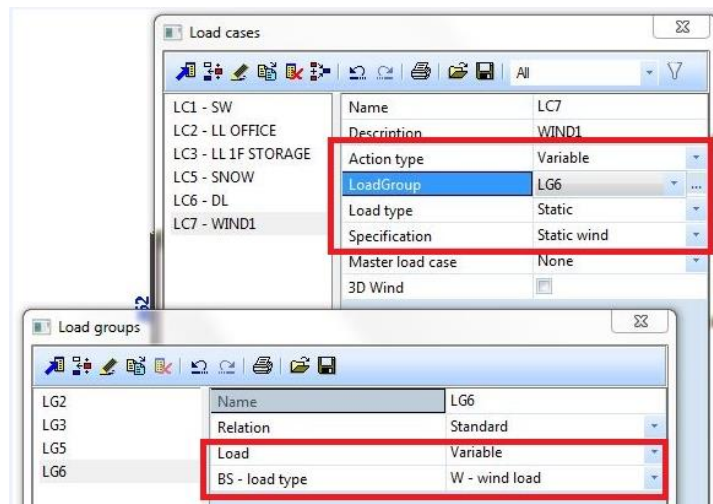 Load cases
All
LC1 - SW
LC2 - LL OFFICE
LC3 - LL 1F STORAGE
LC5 - SNOW
LC6 - DL
LC7 - WIND1
Name LC7
Description WIND1
Action type Variable
LoadGroup LG6 ...
Load type Static
Specification Static wind
Master load case None
3D Wind
Load groups
LG2
LG3
LG5
LG6
Name LG6
Relation Standard
Load Variable
BS - load type W - wind load